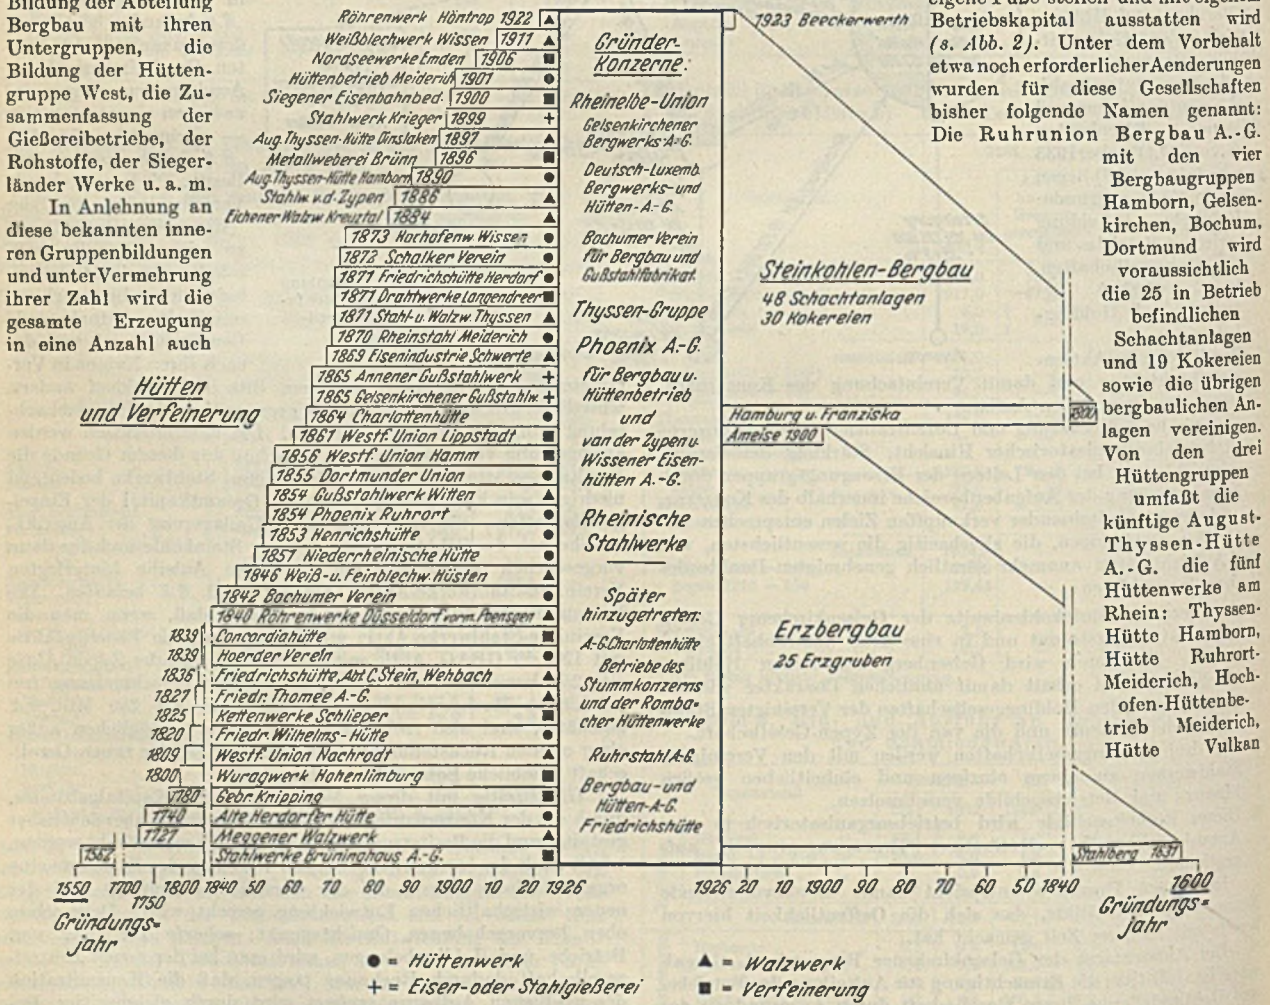 Bildung der Abteilung
Bergbau mit ihren
Untergruppen, die
Bildung der Hütten-
gruppe West, die Zu-
sammenfassung der
Gießereibetriebe, der
Rohstoffe, der Sieger-
länder Werke u. a. m.
In Anlehnung an
diese bekannten inne-
ren Gruppenbildungen
und unter Vermehrung
ihrer Zahl wird die
gesamte Erzeugung
in eine Anzahl auch
Hütten
und Verfeinerung
Röhrenwerk Höntrop 1922
Weißblechwerk Wissen 1911
Nordseewerke Emden 1906
Hüttenbetrieb Meiderich 1901
Siegener Eisenbahnbed. 1900
Stahlwerk Krieger 1899
Aug. Thyssen-Hütte Dinslaken 1897
Metallweberei Brünn 1896
Aug. Thyssen-Hütte Hamborn 1890
Stahlw. v.d. Zypen 1886
Eichener Walzw. Kreuztal 1884
1873 Hochofenw. Wissen
1872 Schalker Verein
1871 Friedrichshütte Herdorf
1871 Drahtwerke Langendreer
1871 Stahl- u. Walzw. Thyssen
1870 Rheinstahl Meiderich
1869 Eisenindustrie Schwerte
1865 Annener Gußstahlwerk
1865 Gelsenkirchener Gußstahlw.
1864 Charlottenhütte
1861 Westf. Union Lippstadt
1856 Westf. Union Hamm
1855 Dortmunder Union
1854 Gußstahlwerk Witten
1854 Phoenix Ruhrort
1853 Henrichshütte
1851 Niederrheinische Hütte
1846 Weiß- u. Feinblechw. Hüsten
1842 Bochumer Verein
1840 Röhrenwerke Düsseldorf vorm. Poensgen
1839 Concordiahütte
1839 Hoerder Verein
1836 Friedrichshütte, Abt. C. Stein, Wehbach
1827 Friedr. Thomée A.-G.
1825 Kettenwerke Schlieper
1820 Friedr. Wilhelms-Hütte
1809 Westf. Union Nachrodt
1800 Wuragwerk Hohenlimburg
Gebr. Knipping
1740 Alte Herdorfer Hütte
1727 Meggener Walzwerk
1562 Stahlwerke Brüninghaus A.-G.
1550 1700 1800 1840 50 60 70 80 90 1900 10 20 1926
1750
Gründungs=
jahr
Gründer-
Konzerne:
Rheinelbe-Union
Gelsenkirchener
Bergwerks-A-G.
Deutsch-Luxemb.
Bergwerks- und
Hütten-A.-G.
Bochumer Verein
für Bergbau und
Gußstahlfabrikat.
Thyssen-Gruppe
Phoenix A.-G.
für Bergbau u.
Hüttenbetrieb
und
van der Zypen u.
Wissener Eisen-
hütten A.-G.
Rheinische
Stahlwerke
Später
hinzugetreten:
A-G. Charlottenhütte
Betriebe des
Stummkonzerns
und der Romba-
cher Hüttenwerke
Ruhrstahl A-G
Bergbau- und
Hütten-A-G.
Friedrichshütte
1923 Beeckerwerth
Steinkohlen-Bergbau
48 Schachtanlagen
30 Kokereien
Hamburg u. Franziska 1800
Ameise 1900
Erzbergbau
25 Erzgruben
Stahlberg 1631
1926 20 10 1900 90 80 70 60 50 1840 1600
Gründungs=
jahr
● = Hüttenwerk
+ = Eisen- oder Stahlgießerei
▲ = Walzwerk
■ = Verfeinerung
Betriebskapital ausstatten wird
(s. Abb. 2). Unter dem Vorbehalt
etwa noch erforderlicher Aenderungen
wurden für diese Gesellschaften
bisher folgende Namen genannt:
Die Ruhrunion Bergbau A.-G.
mit den vier
Bergbaugruppen
Hamborn, Gelsen-
kirchen, Bochum,
Dortmund wird
voraussichtlich
die 25 in Betrieb
befindlichen
Schachtanlagen
und 19 Kokereien
sowie die übrigen
bergbaulichen An-
lagen vereinigen.
Von den drei
Hüttengruppen
umfaßt die
künftige August-
Thyssen-Hütte
A.-G. die fünf
Hüttenwerke am
Rhein: Thyssen-
Hütte Hamborn,
Hütte Ruhrort-
Meiderich, Hoch-
ofen-Hüttenbe-
trieb Meiderich,
Hütte Vulkan